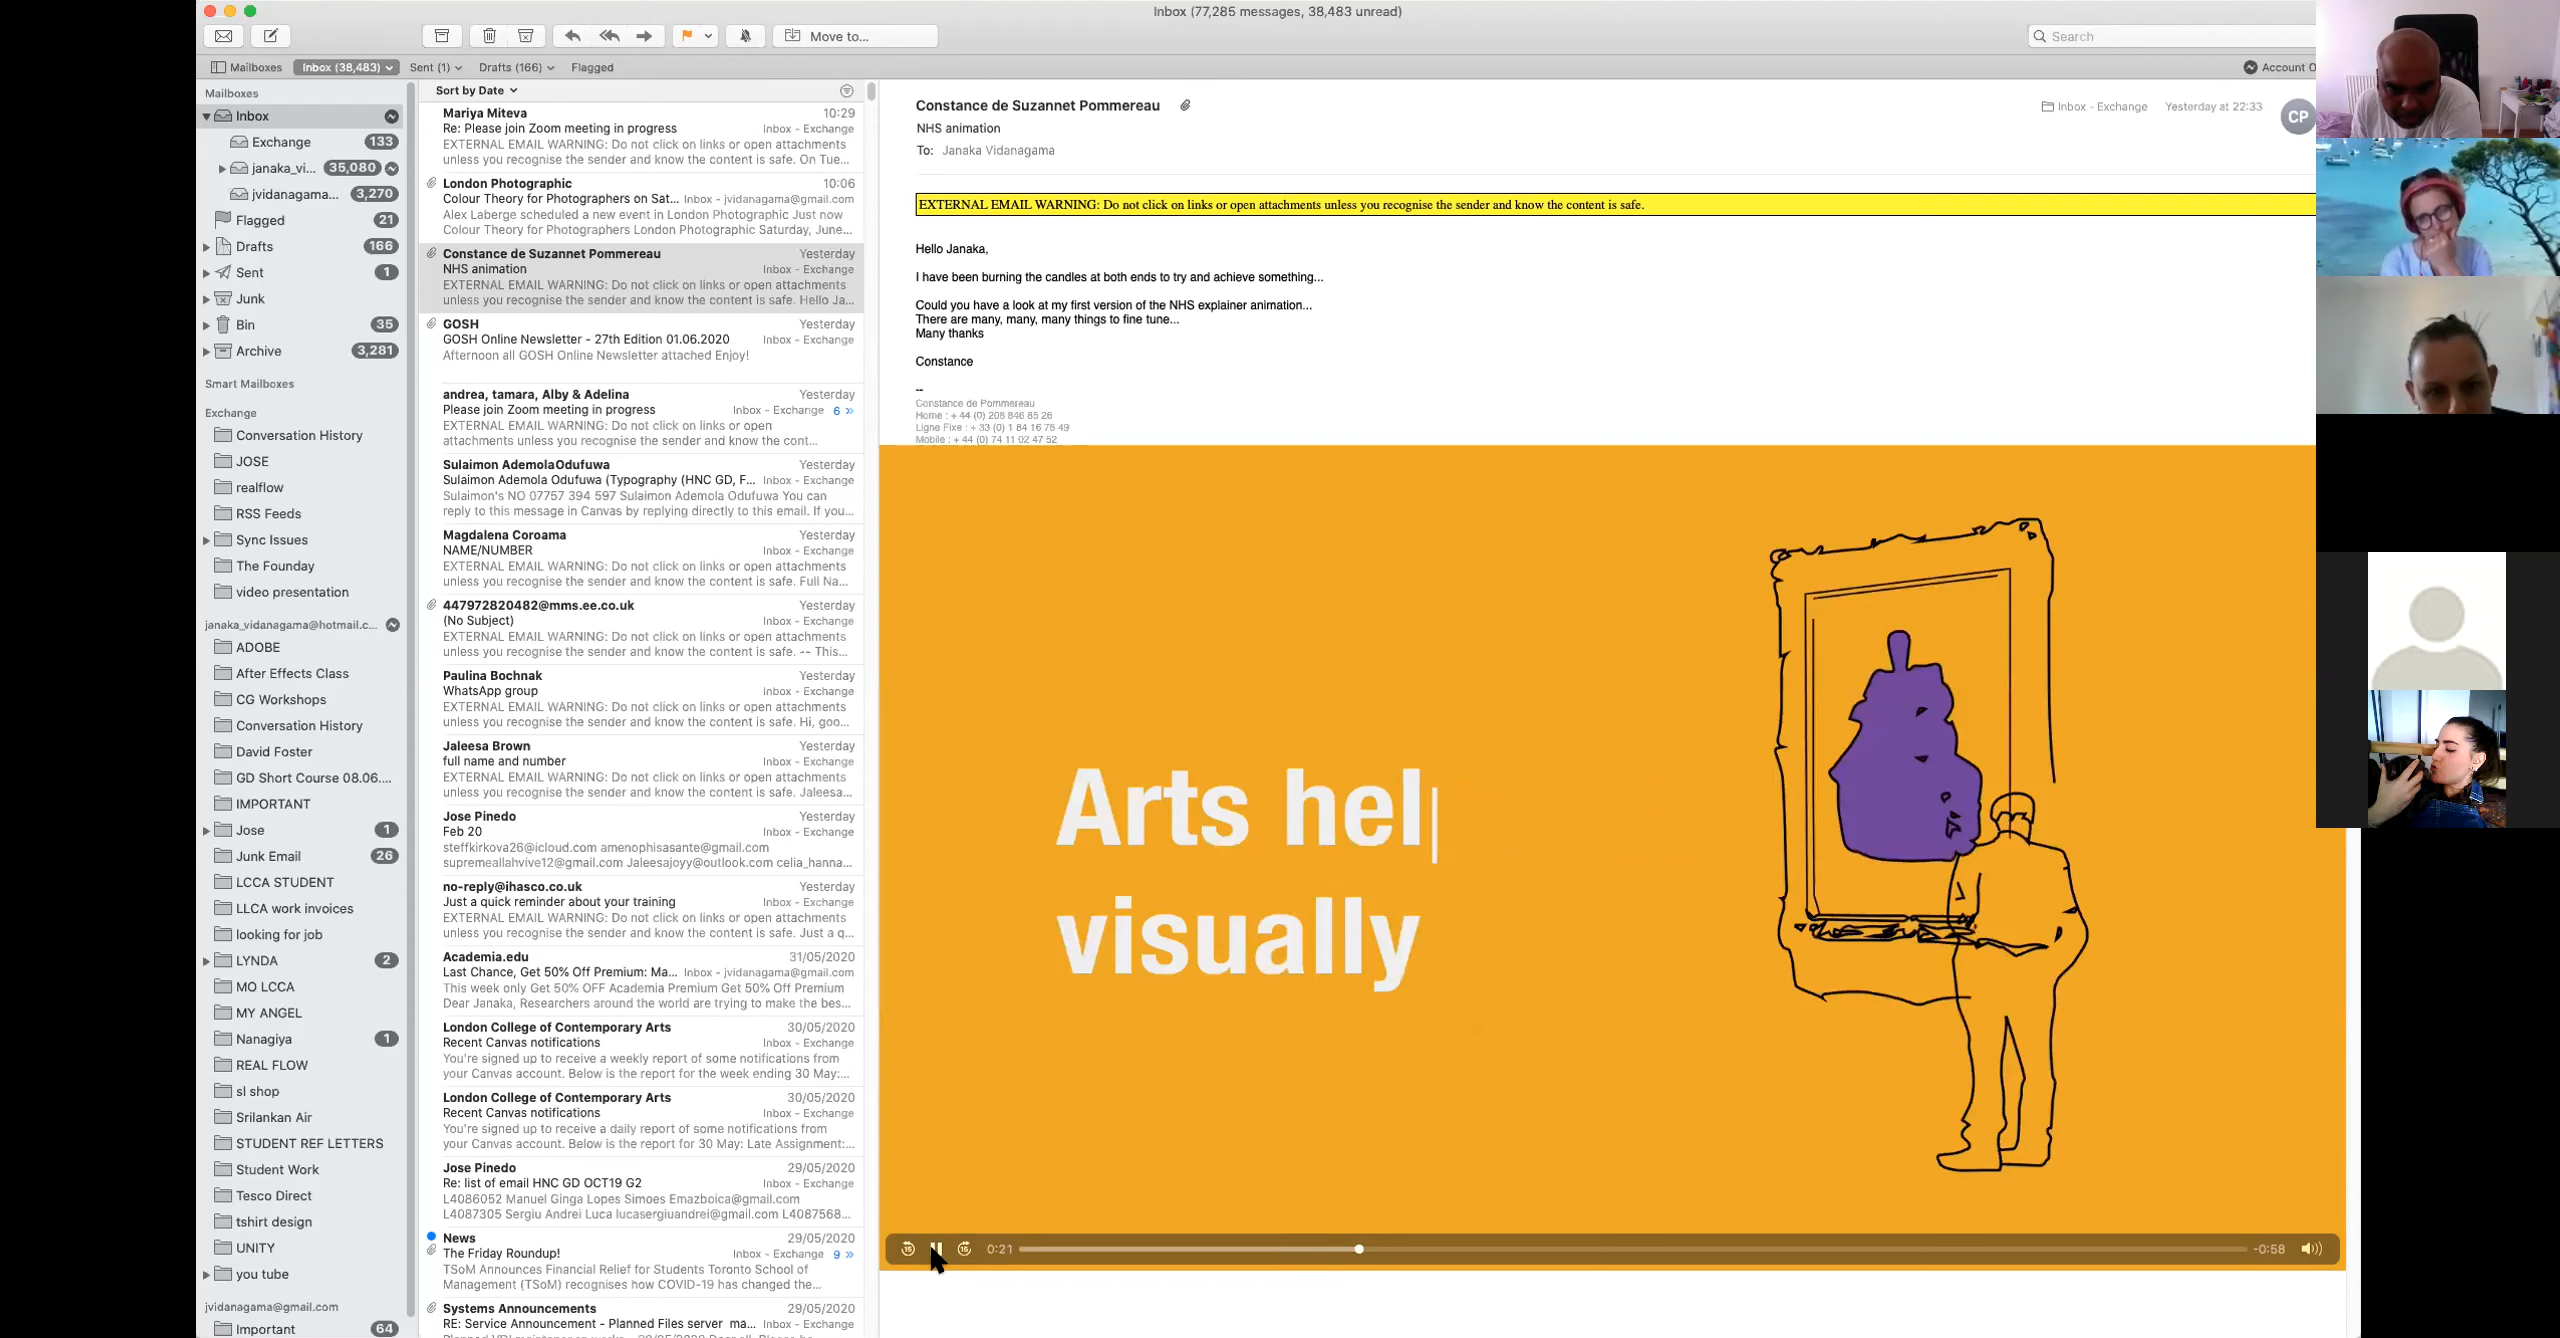 Inbox (77,285 messages, 38,483 unread)
Move to...
Search
Mailboxes
Inbox (38,483)
Sent (1)
Drafts (166)
Flagged
Account O
Mailboxes
Inbox
Exchange 133
janaka_vi... 35,080
jvidanagama... 3,270
Flagged 21
Drafts 166
Sent 1
Junk
Bin 35
Archive 3,281
Smart Mailboxes
Exchange
Conversation History
JOSE
realflow
RSS Feeds
Sync Issues
The Founday
video presentation
janaka_vidanagama@hotmail.c...
ADOBE
After Effects Class
CG Workshops
Conversation History
David Foster
GD Short Course 08.06....
IMPORTANT
Jose 1
Junk Email 26
LCCA STUDENT
LLCA work invoices
looking for job
LYNDA 2
MO LCCA
MY ANGEL
Nanagiya 1
REAL FLOW
sl shop
Srilankan Air
STUDENT REF LETTERS
Student Work
Tesco Direct
tshirt design
UNITY
you tube
jvidanagama@gmail.com
Important 64
Sort by Date
Mariya Miteva 10:29
Re: Please join Zoom meeting in progress Inbox - Exchange
EXTERNAL EMAIL WARNING: Do not click on links or open attachments
unless you recognise the sender and know the content is safe. On Tue...
London Photographic 10:06
Colour Theory for Photographers on Sat... Inbox - jvidanagama@gmail.com
Alex Laberge scheduled a new event in London Photographic Just now
Colour Theory for Photographers London Photographic Saturday, June...
Constance de Suzannet Pommereau Yesterday
NHS animation Inbox - Exchange
EXTERNAL EMAIL WARNING: Do not click on links or open attachments
unless you recognise the sender and know the content is safe. Hello Ja...
GOSH Yesterday
GOSH Online Newsletter - 27th Edition 01.06.2020 Inbox - Exchange
Afternoon all GOSH Online Newsletter attached Enjoy!
andrea, tamara, Alby & Adelina Yesterday
Please join Zoom meeting in progress Inbox - Exchange 6 »
EXTERNAL EMAIL WARNING: Do not click on links or open
attachments unless you recognise the sender and know the cont...
Sulaimon AdemolaOdufuwa Yesterday
Sulaimon Ademola Odufuwa (Typography (HNC GD, F... Inbox - Exchange
Sulaimon's NO 07757 394 597 Sulaimon Ademola Odufuwa You can
reply to this message in Canvas by replying directly to this email. If you...
Magdalena Coroama Yesterday
NAME/NUMBER Inbox - Exchange
EXTERNAL EMAIL WARNING: Do not click on links or open attachments
unless you recognise the sender and know the content is safe. Full Na...
447972820482@mms.ee.co.uk Yesterday
(No Subject) Inbox - Exchange
EXTERNAL EMAIL WARNING: Do not click on links or open attachments
unless you recognise the sender and know the content is safe. -- This...
Paulina Bochnak Yesterday
WhatsApp group Inbox - Exchange
EXTERNAL EMAIL WARNING: Do not click on links or open attachments
unless you recognise the sender and know the content is safe. Hi, goo...
Jaleesa Brown Yesterday
full name and number Inbox - Exchange
EXTERNAL EMAIL WARNING: Do not click on links or open attachments
unless you recognise the sender and know the content is safe. Jaleesa...
Jose Pinedo Yesterday
Feb 20 Inbox - Exchange
steffkirova26@icloud.com amenophisasante@gmail.com
supremeallahvive12@gmail.com Jaleesajoyy@outlook.com celia_hanna...
no-reply@ihasco.co.uk Yesterday
Just a quick reminder about your training Inbox - Exchange
EXTERNAL EMAIL WARNING: Do not click on links or open attachments
unless you recognise the sender and know the content is safe. Just a q...
Academia.edu 31/05/2020
Last Chance, Get 50% Off Premium: Ma... Inbox - jvidanagama@gmail.com
This week only Get 50% OFF Academia Premium Get 50% Off Premium
Dear Janaka, Researchers around the world are trying to make the bes...
London College of Contemporary Arts 30/05/2020
Recent Canvas notifications Inbox - Exchange
You're signed up to receive a weekly report of some notifications from
your Canvas account. Below is the report for the week ending 30 May:...
London College of Contemporary Arts 30/05/2020
Recent Canvas notifications Inbox - Exchange
You're signed up to receive a daily report of some notifications from
your Canvas account. Below is the report for 30 May: Late Assignment:...
Jose Pinedo 29/05/2020
Re: list of email HNC GD OCT19 G2 Inbox - Exchange
L4086052 Manuel Ginga Lopes Simoes Emazboica@gmail.com
L4087305 Sergiu Andrei Luca lucasergiuandrei@gmail.com L4087568...
News 29/05/2020
The Friday Roundup! Inbox - Exchange 9 »
TSoM Announces Financial Relief for Students Toronto School of
Management (TSoM) recognises how COVID-19 has changed the...
Systems Announcements 29/05/2020
RE: Service Announcement - Planned Files server ma... Inbox - Exchange
Constance de Suzannet Pommereau
Inbox - Exchange Yesterday at 22:33
CP
NHS animation
To: Janaka Vidanagama
EXTERNAL EMAIL WARNING: Do not click on links or open attachments unless you recognise the sender and know the content is safe.
Hello Janaka,
I have been burning the candles at both ends to try and achieve something...
Could you have a look at my first version of the NHS explainer animation...
There are many, many, many things to fine tune...
Many thanks
Constance
--
Constance de Pommereau
Home : + 44 (0) 208 846 85 26
Ligne Fixe : + 33 (0) 1 84 16 78 49
Mobile : + 44 (0) 74 11 02 47 52
Arts hel
visually
0:21
-0:58